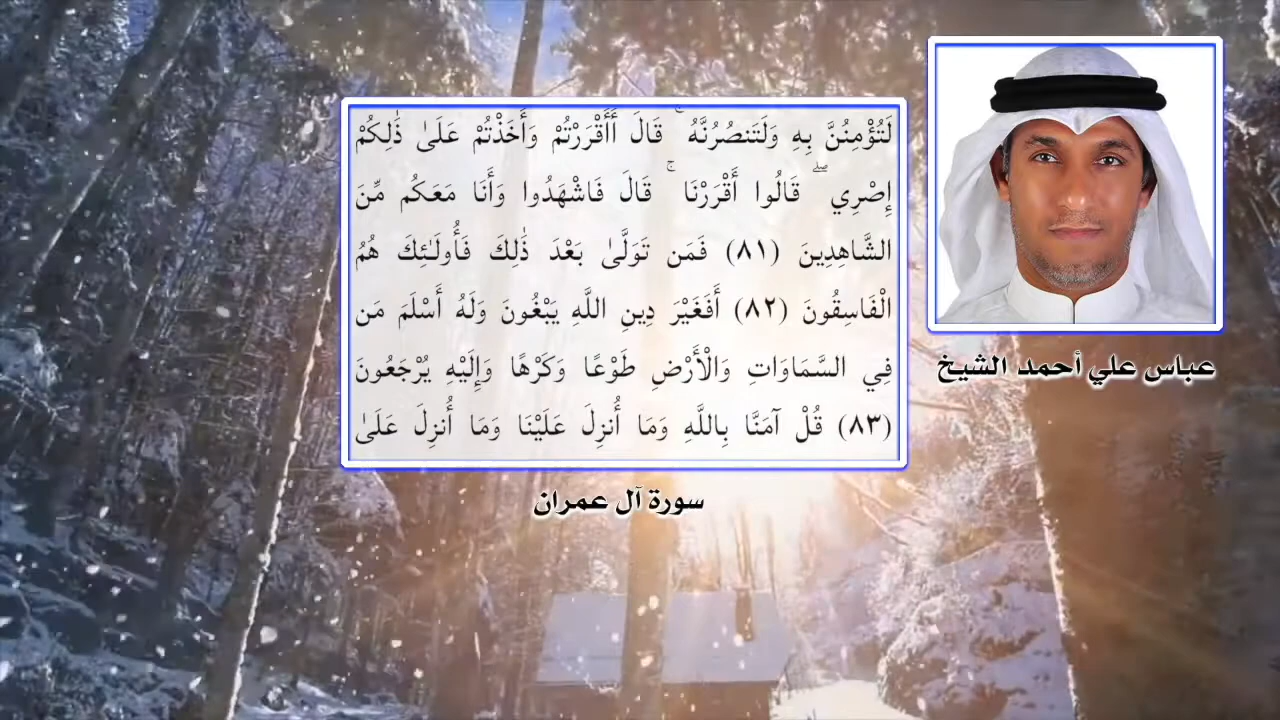 لَتُؤْمِنُنَّ بِهِ وَلَتَنصُرُنَّهُ ۚ قَالَ أَأَقْرَرْتُمْ وَأَخَذْتُمْ عَلَىٰ ذَٰلِكُمْ
إِصْرِي ۖ قَالُوا أَقْرَرْنَا ۚ قَالَ فَاشْهَدُوا وَأَنَا مَعَكُم مِّنَ
الشَّاهِدِينَ (٨١) فَمَن تَوَلَّىٰ بَعْدَ ذَٰلِكَ فَأُولَـٰئِكَ هُمُ
الْفَاسِقُونَ (٨٢) أَفَغَيْرَ دِينِ اللَّهِ يَبْغُونَ وَلَهُ أَسْلَمَ مَن
فِي السَّمَاوَاتِ وَالْأَرْضِ طَوْعًا وَكَرْهًا وَإِلَيْهِ يُرْجَعُونَ
(٨٣) قُلْ آمَنَّا بِاللَّهِ وَمَا أُنزِلَ عَلَيْنَا وَمَا أُنزِلَ عَلَىٰ
سورة آل عمران
عباس علي أحمد الشيخ